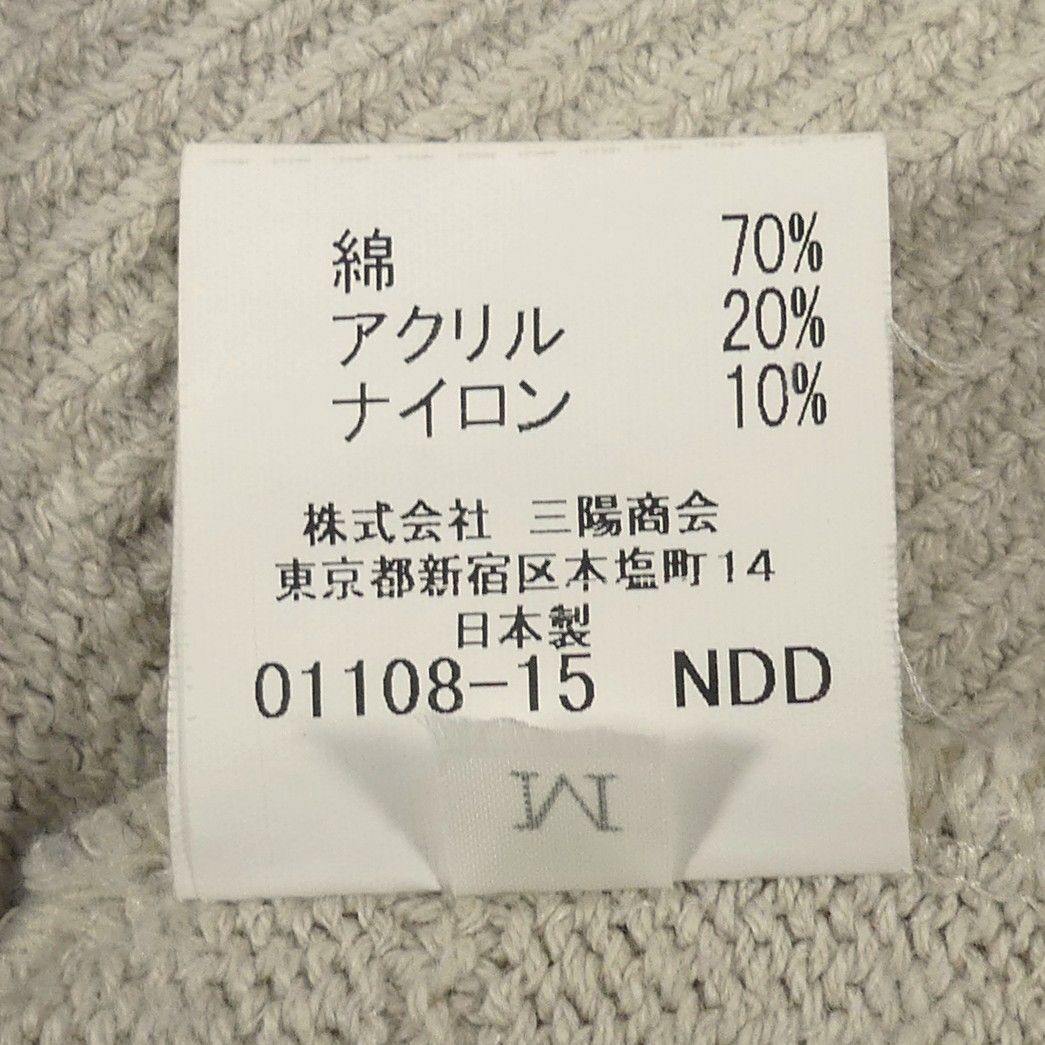 綿 70%
アクリル 20%
ナイロン 10%
株式会社 三陽商会
東京都新宿区本塩町14
日本製
01108-15 NDD
M